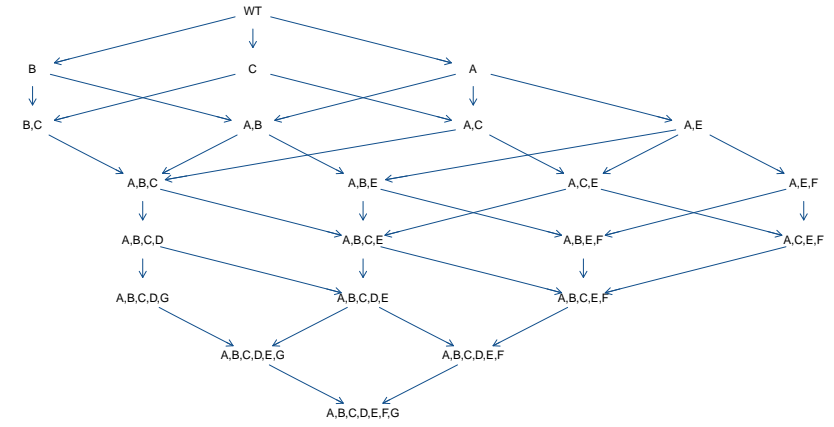 WT
B
C
A
B,C
A,B
A,C
A,E
A,B,C
A,B,E
A,C,E
A,E,F
A,B,C,D
A,B,C,E
A,B,E,F
A,C,E,F
A,B,C,D,G
A,B,C,D,E
A,B,C,E,F
A,B,C,D,E,G
A,B,C,D,E,F
A,B,C,D,E,F,G